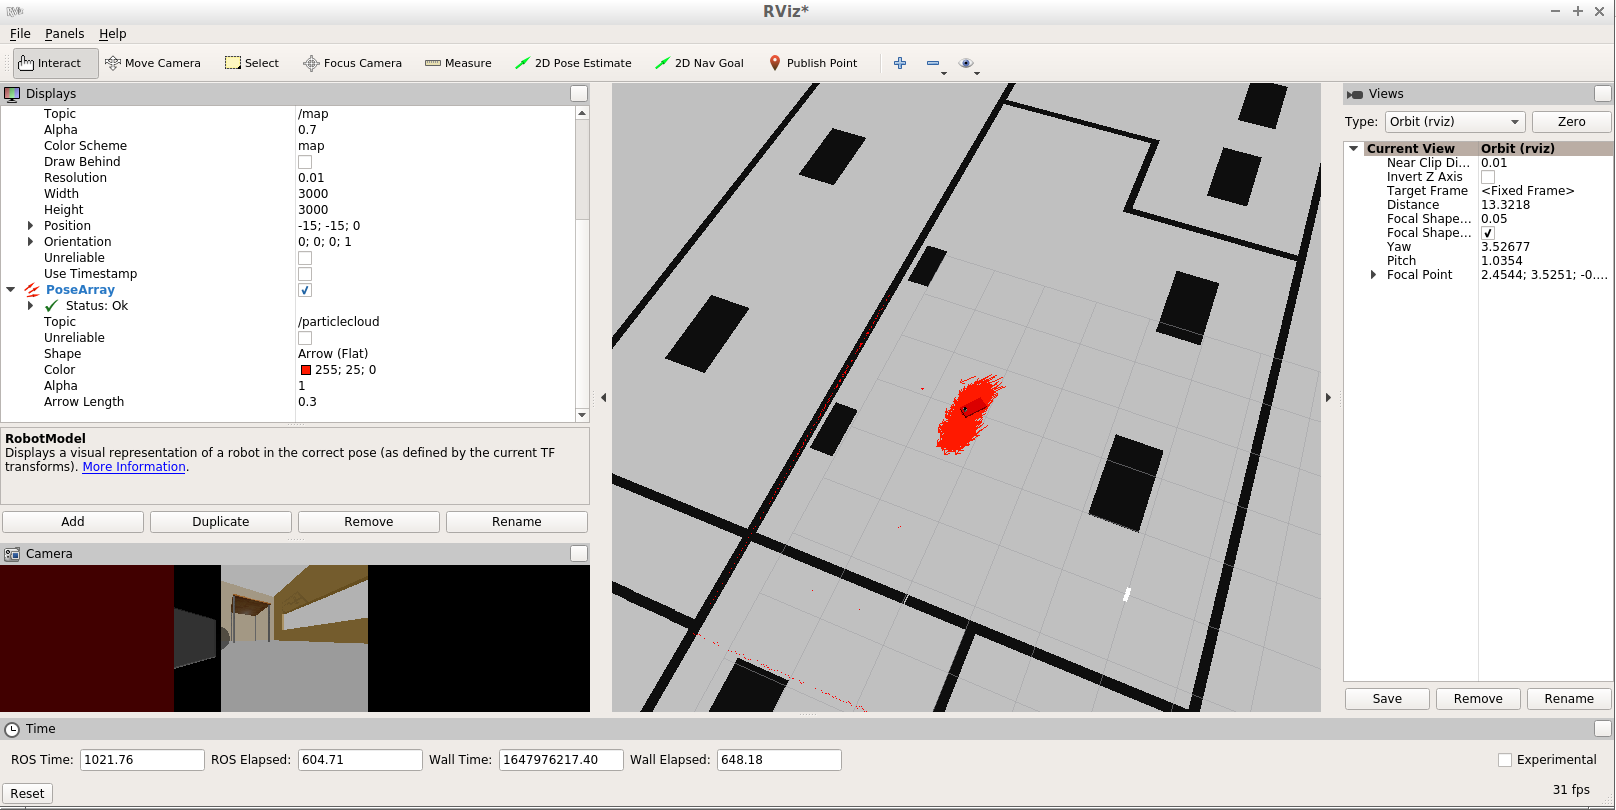 RViz*
File Panels Help
Interact Move Camera Select Focus Camera Measure 2D Pose Estimate 2D Nav Goal Publish Point
Displays
Topic /map
Alpha 0.7
Color Scheme map
Draw Behind
Resolution 0.01
Width 3000
Height 3000
Position -15; -15; 0
Orientation 0; 0; 0; 1
Unreliable
Use Timestamp
PoseArray
Status: Ok
Topic /particlecloud
Unreliable
Shape Arrow (Flat)
Color 255; 25; 0
Alpha 1
Arrow Length 0.3
RobotModel
Displays a visual representation of a robot in the correct pose (as defined by the current TF
transforms). More Information.
Add Duplicate Remove Rename
Camera
Views
Type: Orbit (rviz) Zero
Current View Orbit (rviz)
Near Clip Di... 0.01
Invert Z Axis
Target Frame <Fixed Frame>
Distance 13.3218
Focal Shape... 0.05
Focal Shape...
Yaw 3.52677
Pitch 1.0354
Focal Point 2.4544; 3.5251; -0....
Save Remove Rename
Time
ROS Time: 1021.76 ROS Elapsed: 604.71 Wall Time: 1647976217.40 Wall Elapsed: 648.18 Experimental
Reset 31 fps